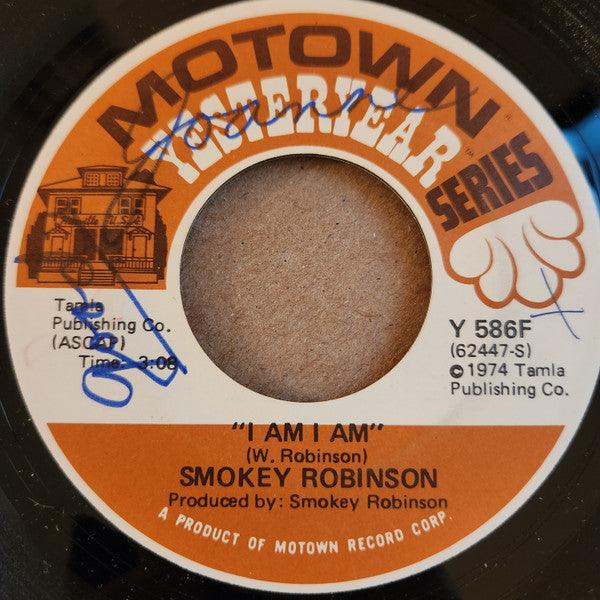 MOTOWN
YESTERYEAR
SERIES
Joanne
Tamla
Publishing Co.
(ASCAP)
Time: 3:08
Y 586F
(62447-S)
© 1974 Tamla
Publishing Co.
"I AM I AM"
(W. Robinson)
SMOKEY ROBINSON
Produced by: Smokey Robinson
A PRODUCT OF MOTOWN RECORD CORP.